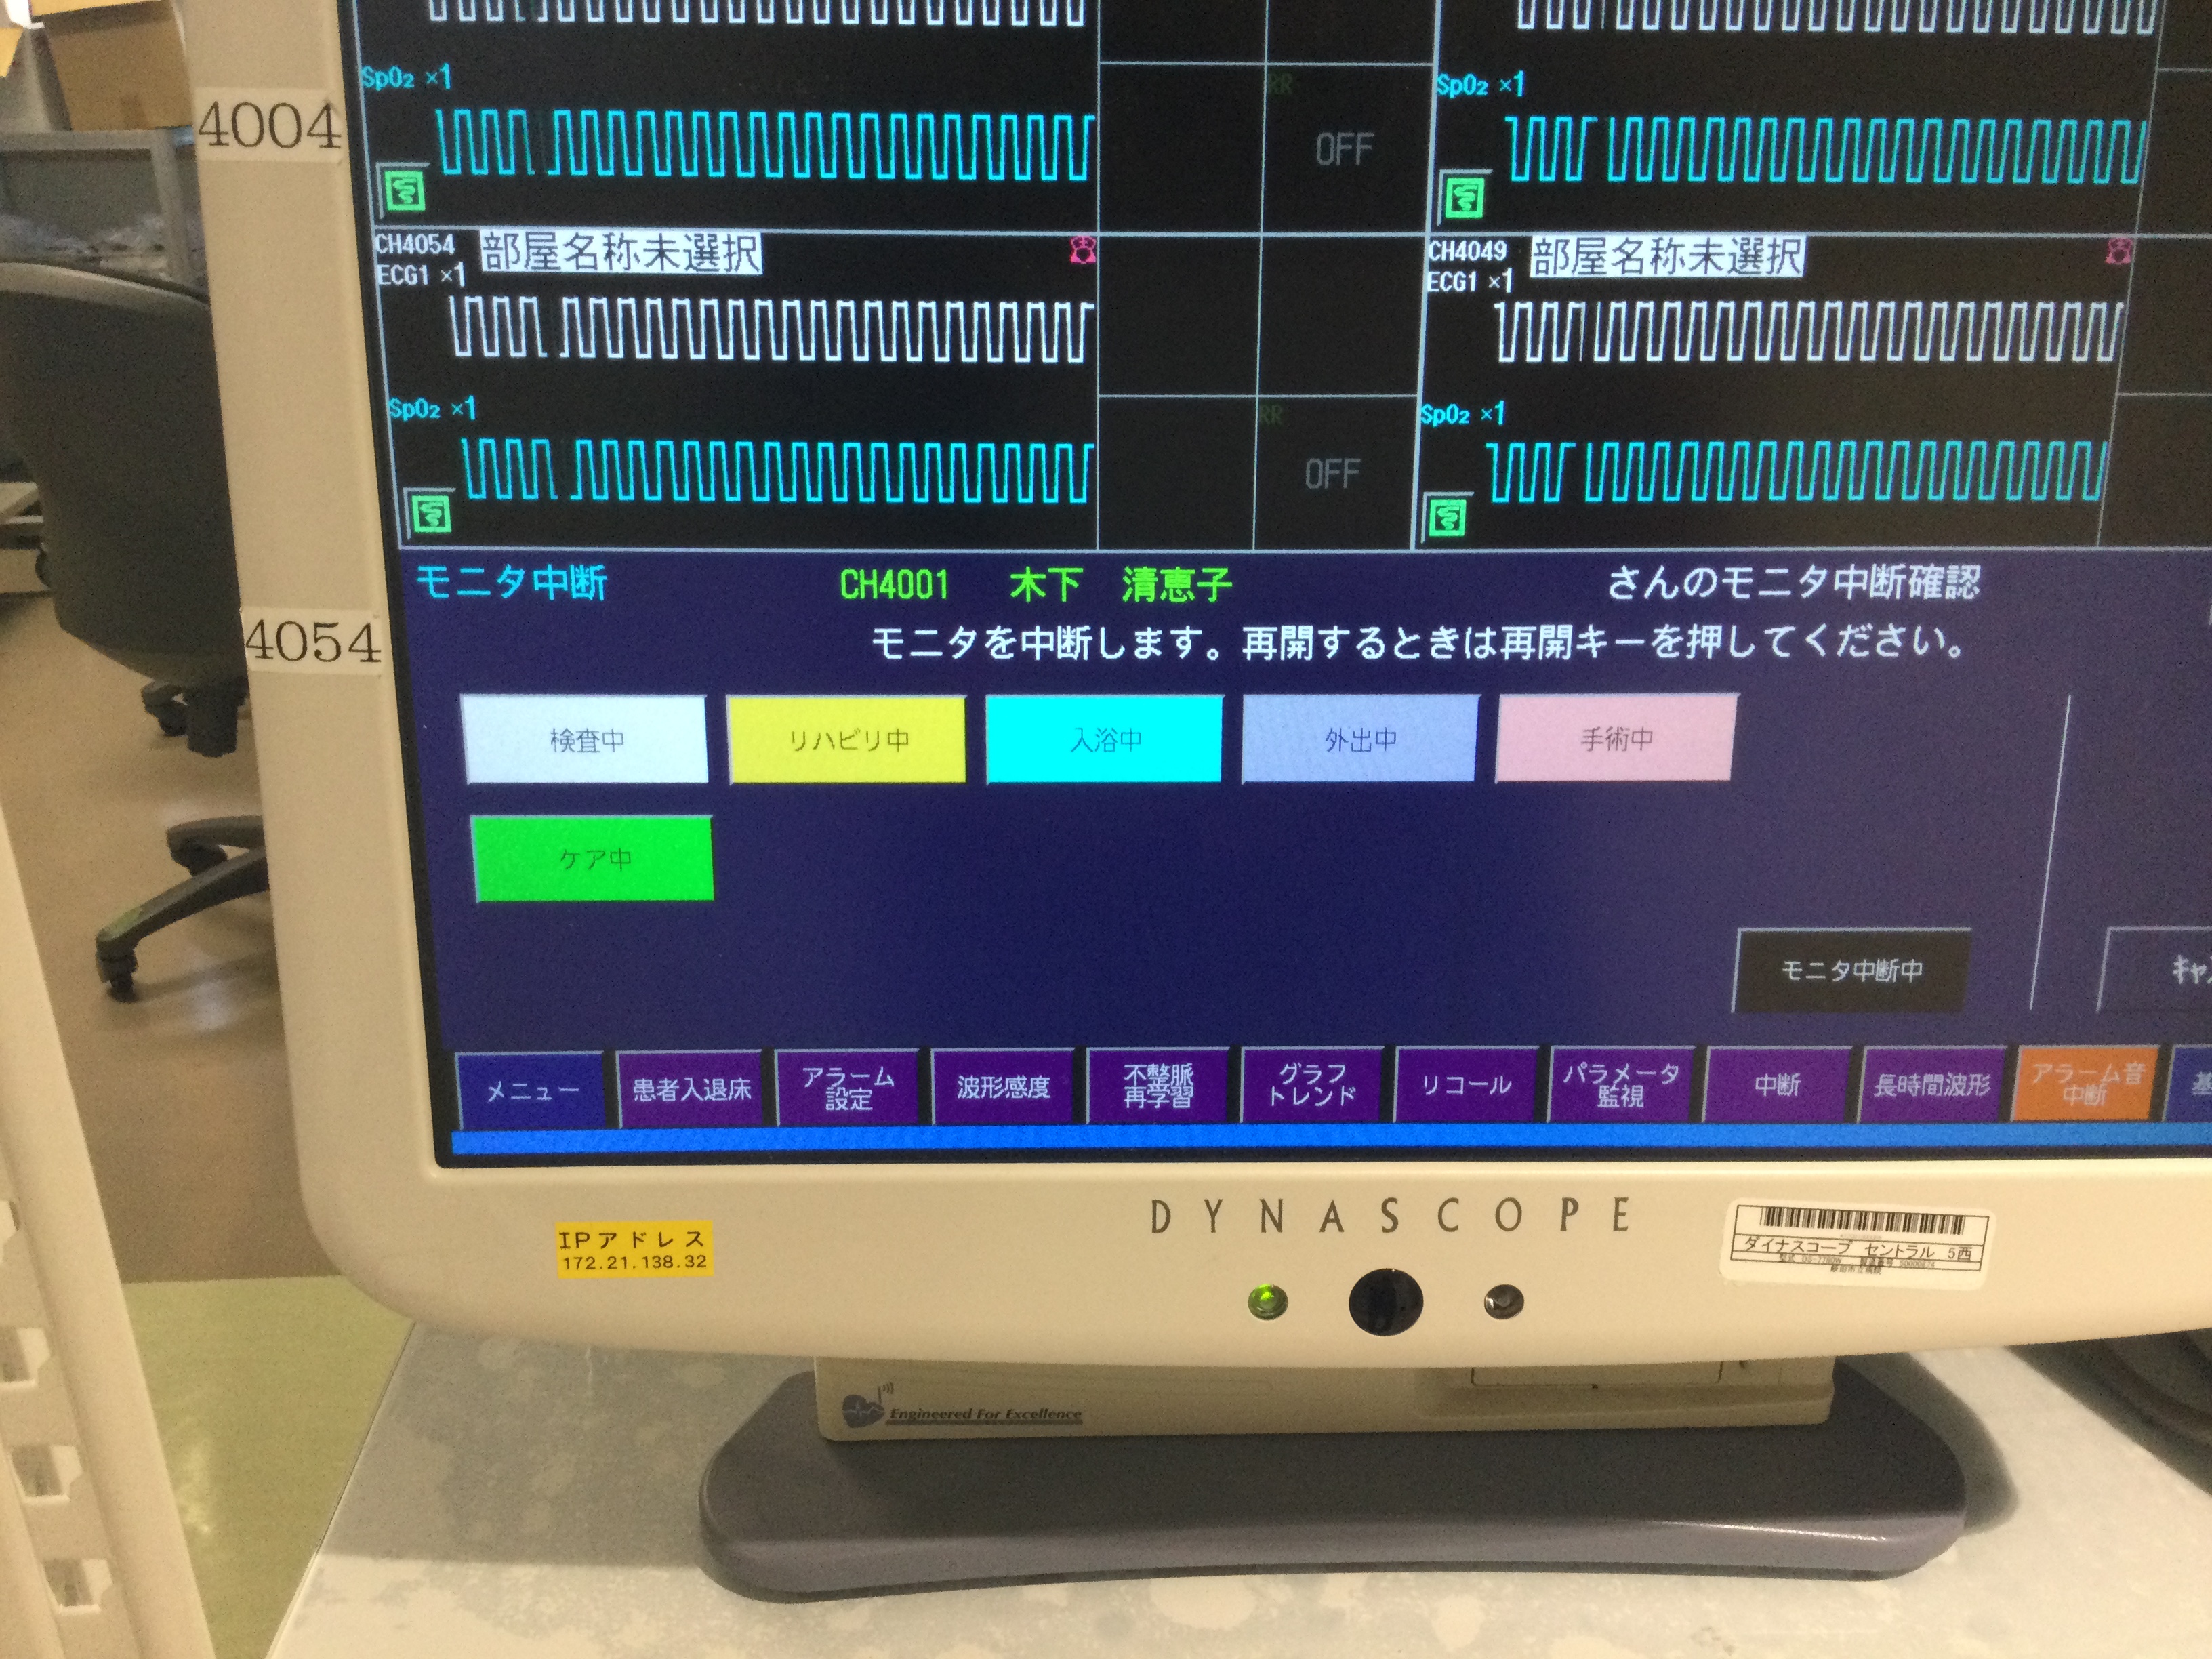 SpO₂ ×1
RR
OFF
SpO₂ ×1
4004
CH4054 部屋名称未選択
ECG1 ×1
CH4049 部屋名称未選択
ECG1 ×1
SpO₂ ×1
RR
OFF
SpO₂ ×1
モニタ中断 CH4001 木下 清恵子 さんのモニタ中断確認
モニタを中断します。再開するときは再開キーを押してください。
4054
検査中 リハビリ中 入浴中 外出中 手術中
ケア中
モニタ中断中
メニュー
患者入退床
アラーム
設定
波形感度
不整脈
再学習
グラフ
トレンド
リコール
パラメータ
監視
中断
長時間波形
アラーム音
中断
DYNASCOPE
IPアドレス
172.21.138.32
ダイナスコープ セントラル 5西
Engineered For Excellence